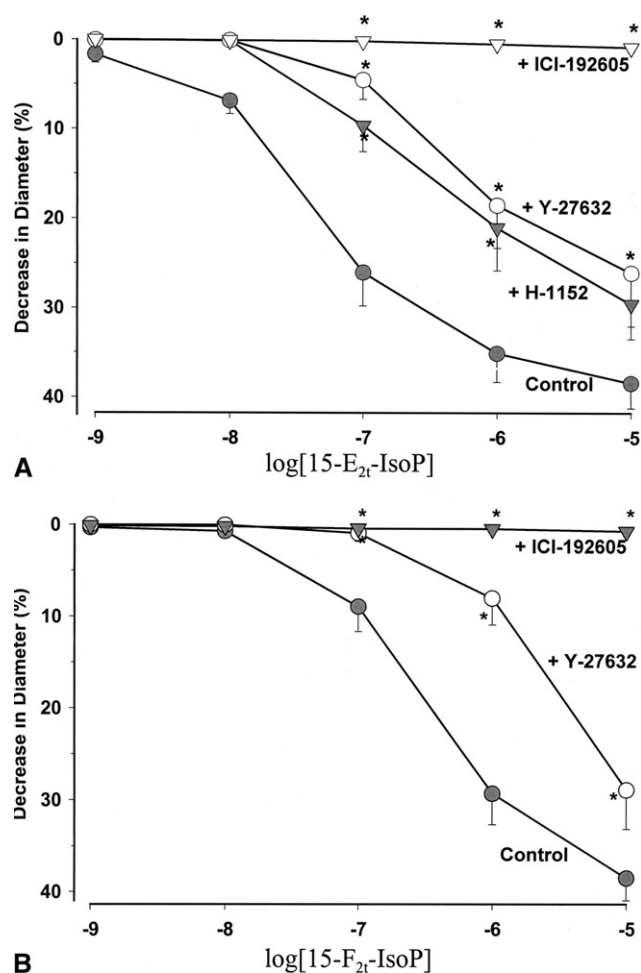 * * *
0
+ ICI-192605
*
10
*
Decrease in Diameter (%)
*
20
+ Y-27632
*
*
30
+ H-1152
Control
40
-9 -8 -7 -6 -5
A
log[15-E2t-IsoP]
* * *
0
+ ICI-192605
*
10
*
Decrease in Diameter (%)
+ Y-27632
20
*
30
Control
40
-9 -8 -7 -6 -5
B
log[15-F2t-IsoP]